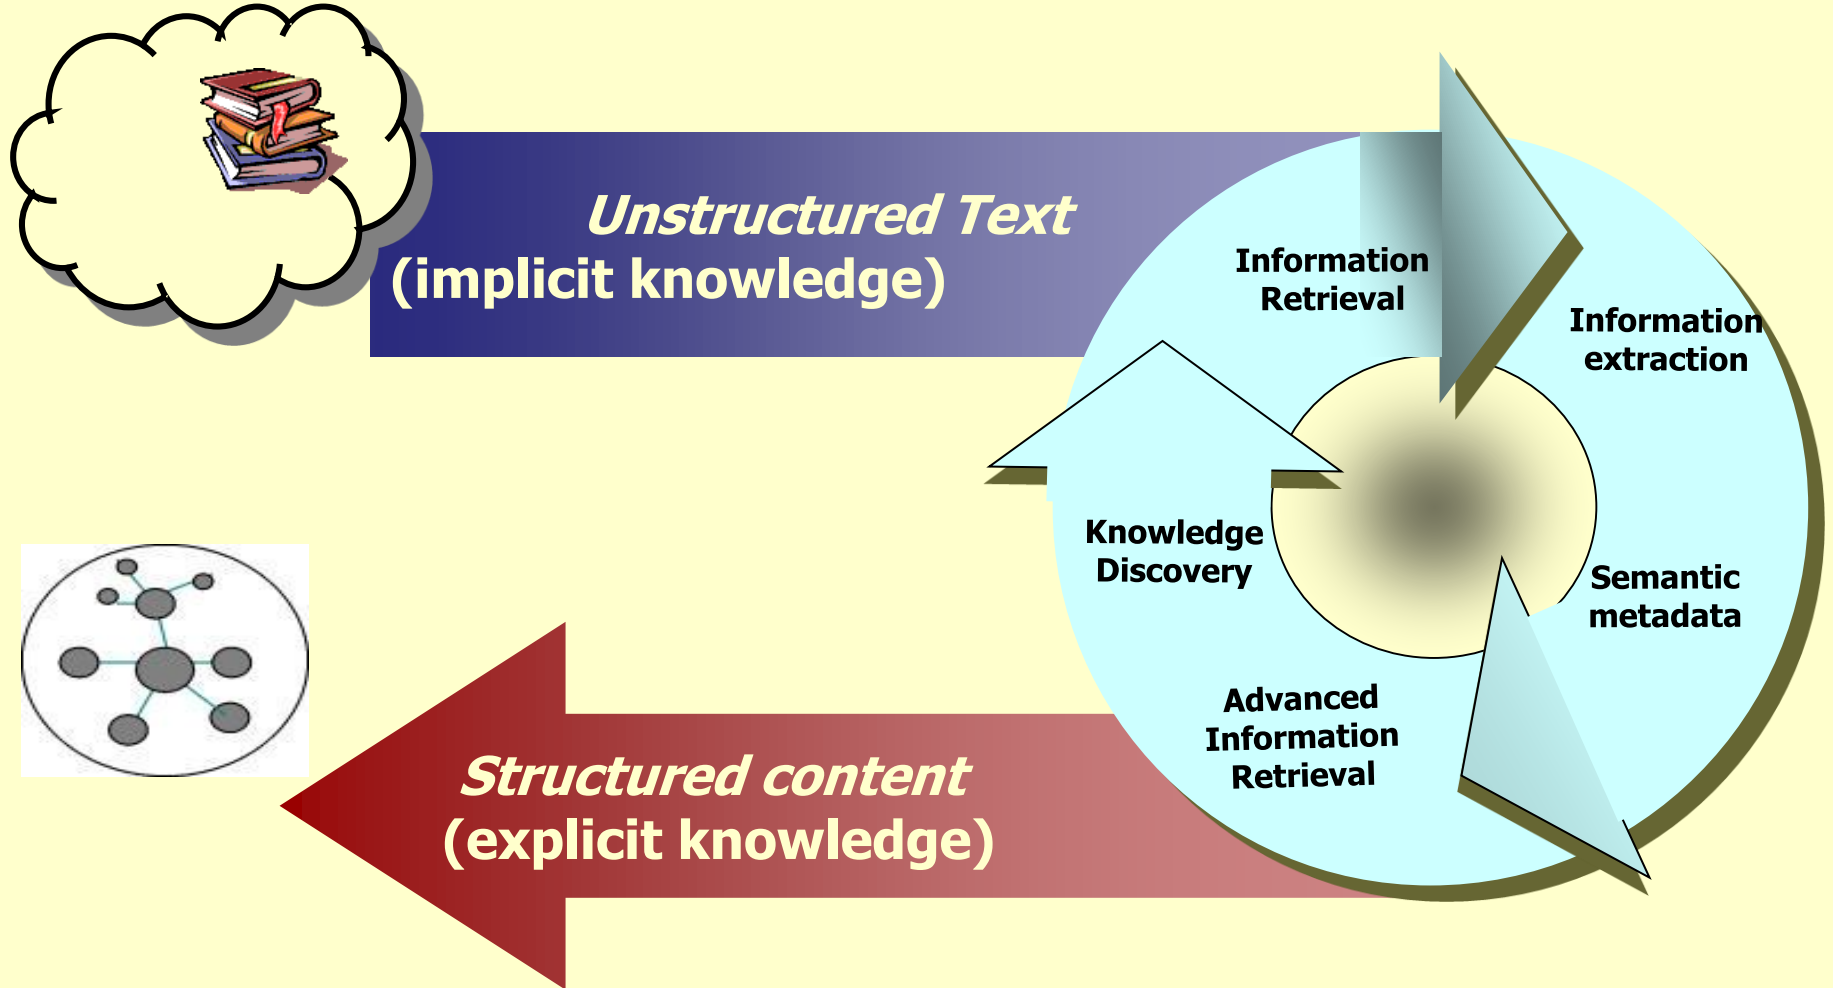 Unstructured Text
(implicit knowledge)
Information
Retrieval
Information
extraction
Semantic
metadata
Advanced
Information
Retrieval
Knowledge
Discovery
Structured content
(explicit knowledge)